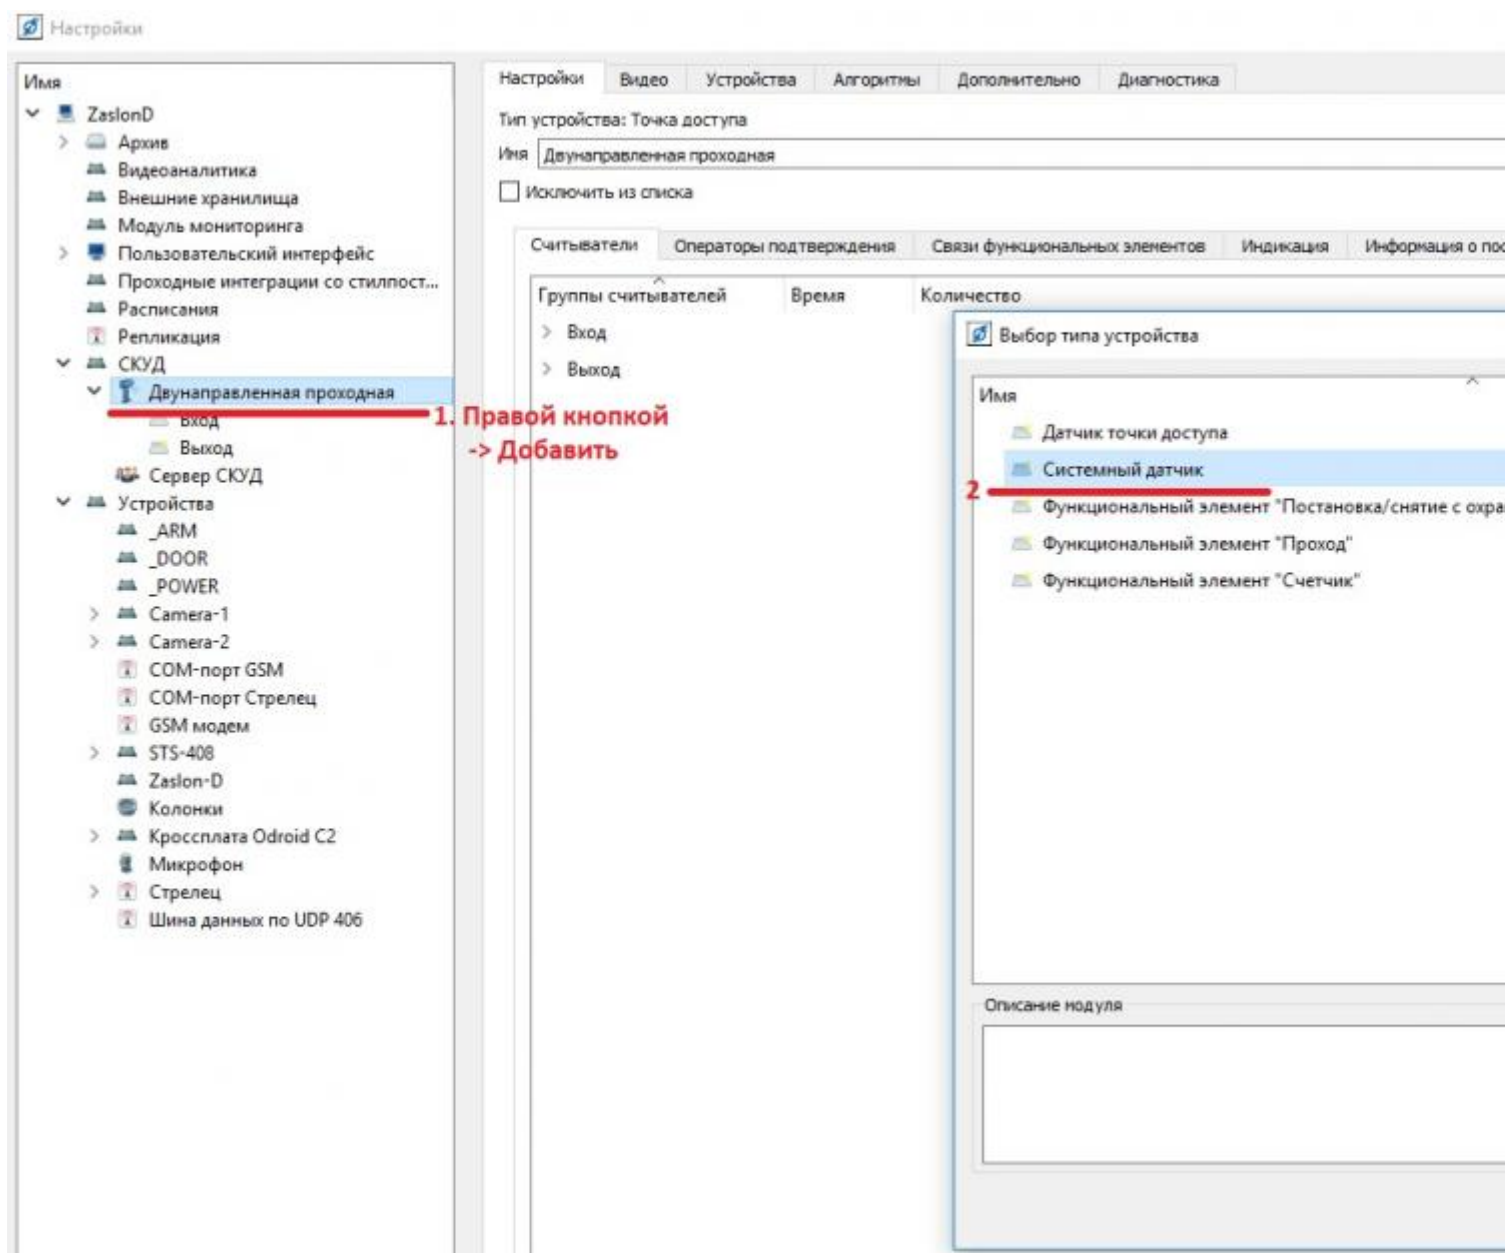 Настройки
Имя
ZaslonD
Архив
Видеоаналитика
Внешние хранилища
Модуль мониторинга
Пользовательский интерфейс
Проходные интеграции со стилпост...
Расписания
Репликация
СКУД
Двунаправленная проходная
Вход
Выход
Сервер СКУД
Устройства
_ARM
_DOOR
_POWER
Camera-1
Camera-2
COM-порт GSM
COM-порт Стрелец
GSM модем
STS-408
Zaslon-D
Колонки
Кроссплата Odroid C2
Микрофон
Стрелец
Шина данных по UDP 406
1. Правой кнопкой
-> Добавить
Настройки Видео Устройства Алгоритмы Дополнительно Диагностика
Тип устройства: Точка доступа
Имя Двунаправленная проходная
Исключить из списка
Считыватели Операторы подтверждения Связи функциональных элементов Индикация Информация о пос
Группы считывателей Время Количество
Вход
Выход
Выбор типа устройства
Имя
Датчик точки доступа
Системный датчик
2
Функциональный элемент "Постановка/снятие с охра
Функциональный элемент "Проход"
Функциональный элемент "Счетчик"
Описание модуля